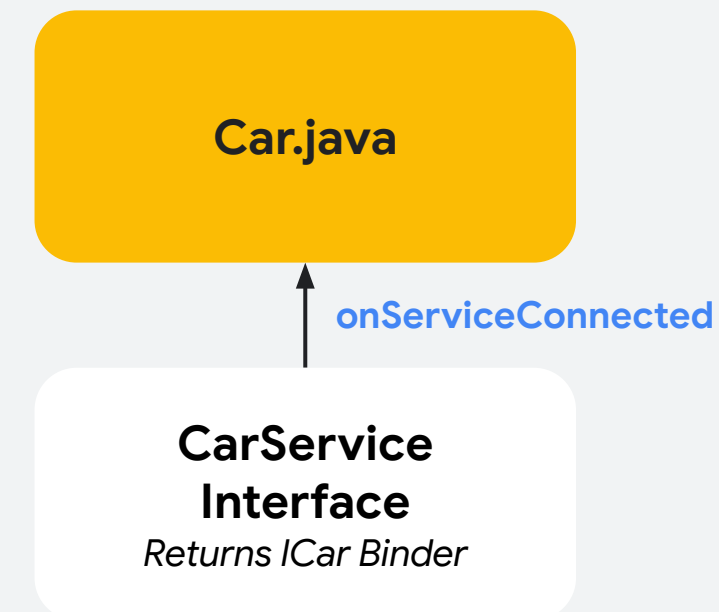 Car.java
onServiceConnected
CarService
Interface
Returns ICar Binder